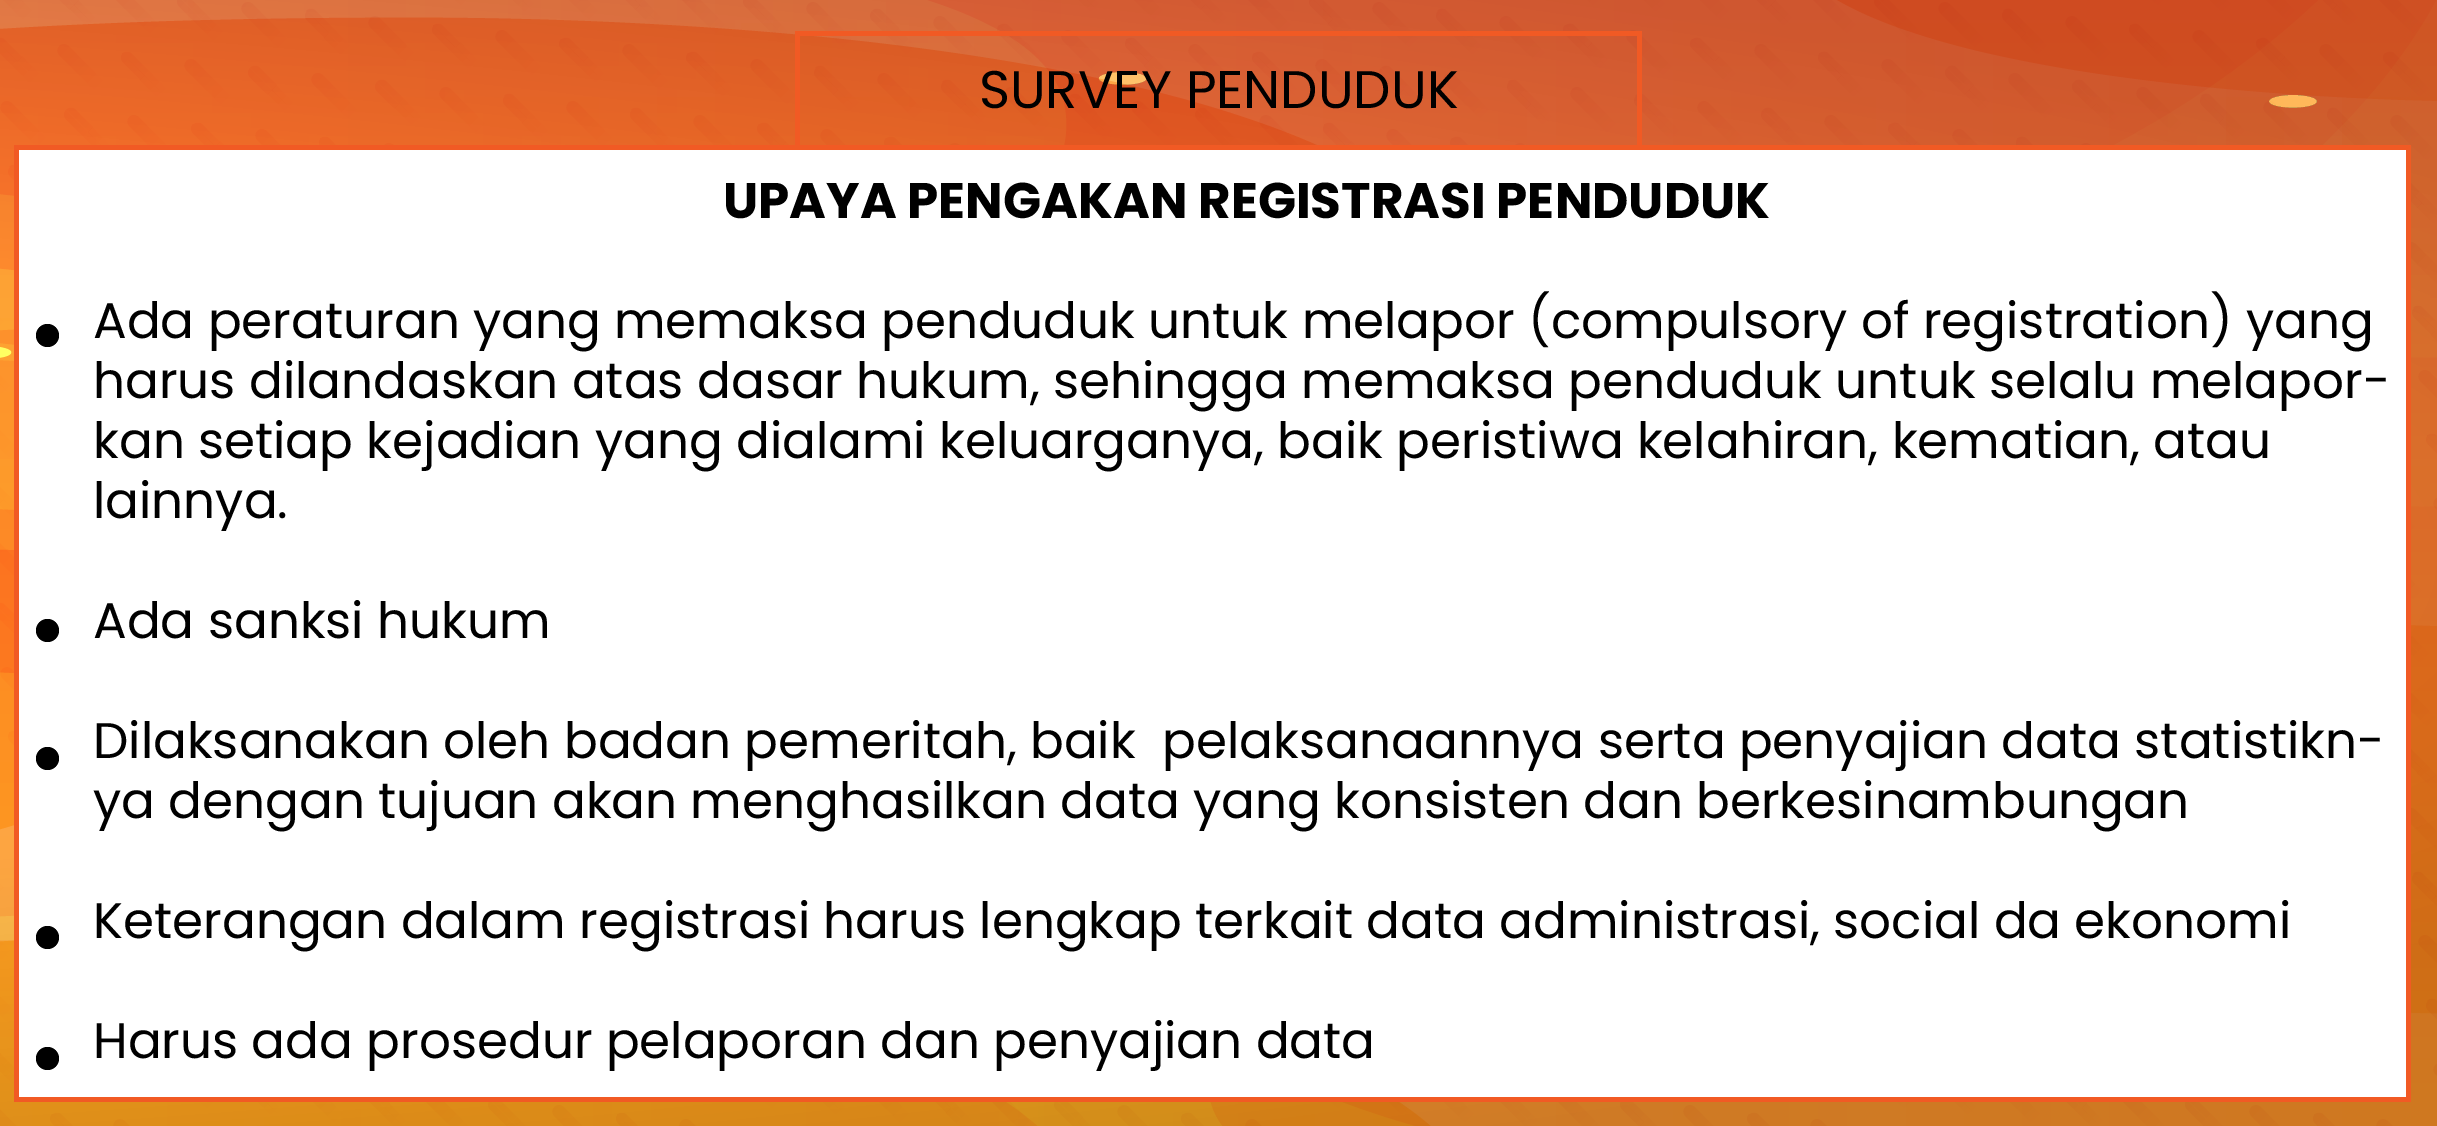 SURVEY PENDUDUK
UPAYA PENGAKAN REGISTRASI PENDUDUK
• Ada peraturan yang memaksa penduduk untuk melapor (compulsory of registration) yang
harus dilandaskan atas dasar hukum, sehingga memaksa penduduk untuk selalu melapor-
kan setiap kejadian yang dialami keluarganya, baik peristiwa kelahiran, kematian, atau
lainnya.
• Ada sanksi hukum
• Dilaksanakan oleh badan pemeritah, baik  pelaksanaannya serta penyajian data statistikn-
ya dengan tujuan akan menghasilkan data yang konsisten dan berkesinambungan
• Keterangan dalam registrasi harus lengkap terkait data administrasi, social da ekonomi
• Harus ada prosedur pelaporan dan penyajian data